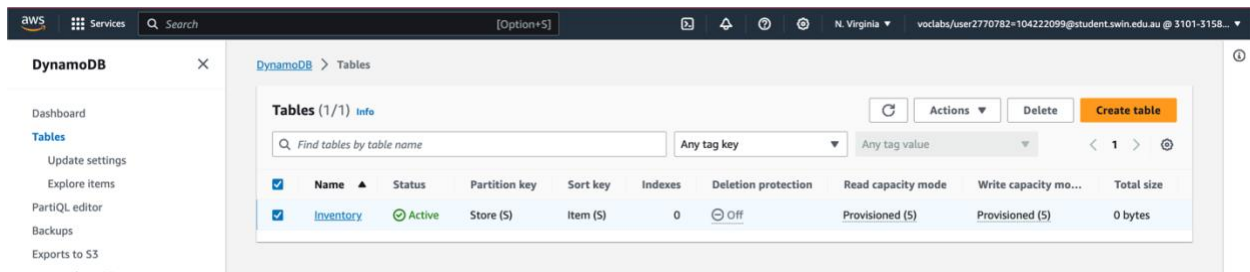 aws Services Search [Option+S] N. Virginia ▼ voclabs/user2770782=104222099@student.swin.edu.au @ 3101-3158... ▼
DynamoDB
Dashboard
Tables
Update settings
Explore items
PartiQL editor
Backups
Exports to S3
DynamoDB > Tables
Tables (1/1) Info Actions ▼ Delete Create table
Find tables by table name Any tag key ▼ Any tag value ▼ < 1 >
Name ▲ Status Partition key Sort key Indexes Deletion protection Read capacity mode Write capacity mo... Total size
Inventory Active Store (S) Item (S) 0 Off Provisioned (5) Provisioned (5) 0 bytes